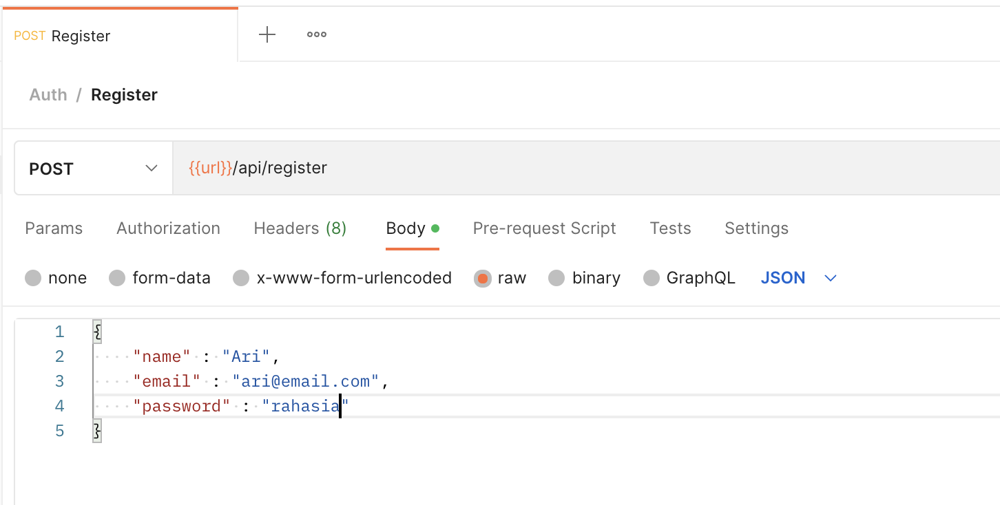 POST Register
Auth / Register
POST {{url}}/api/register
Params Authorization Headers (8) Body Pre-request Script Tests Settings
none form-data x-www-form-urlencoded raw binary GraphQL JSON
1 {
2 "name" : "Ari",
3 "email" : "ari@email.com",
4 "password" : "rahasia"
5 }